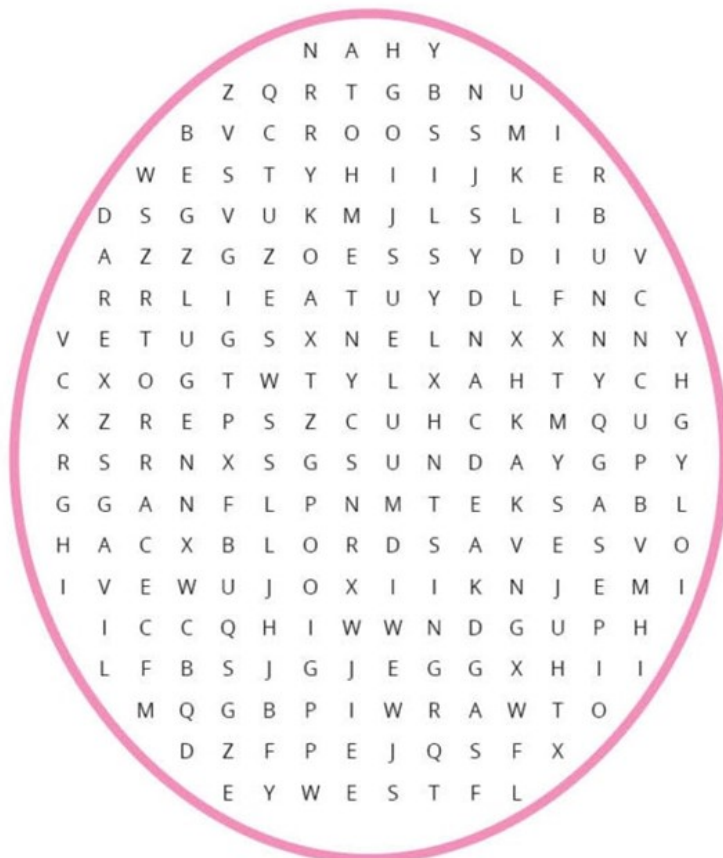 N A H Y
Z Q R T G B N U
B V C R O O S S M I
W E S T Y H I I J K E R
D S G V U K M J L S L I B
A Z Z G Z O E S S Y D I U V
R R L I E A T U Y D L F N C
V E T U G S X N E L N X X N N Y
C X O G T W T Y L X A H T Y C H
X Z R E P S Z C U H C K M Q U G
R S R N X S G S U N D A Y G P Y
G G A N F L P N M T E K S A B L
H A C X B L O R D S A V E S V O
I V E W U J O X I I K N J E M I
I C C Q H I W W N D G U P H
L F B S J G J E G G X H I I
M Q G B P I W R A W T O
D Z F P E J Q S F X
E Y W E S T F L